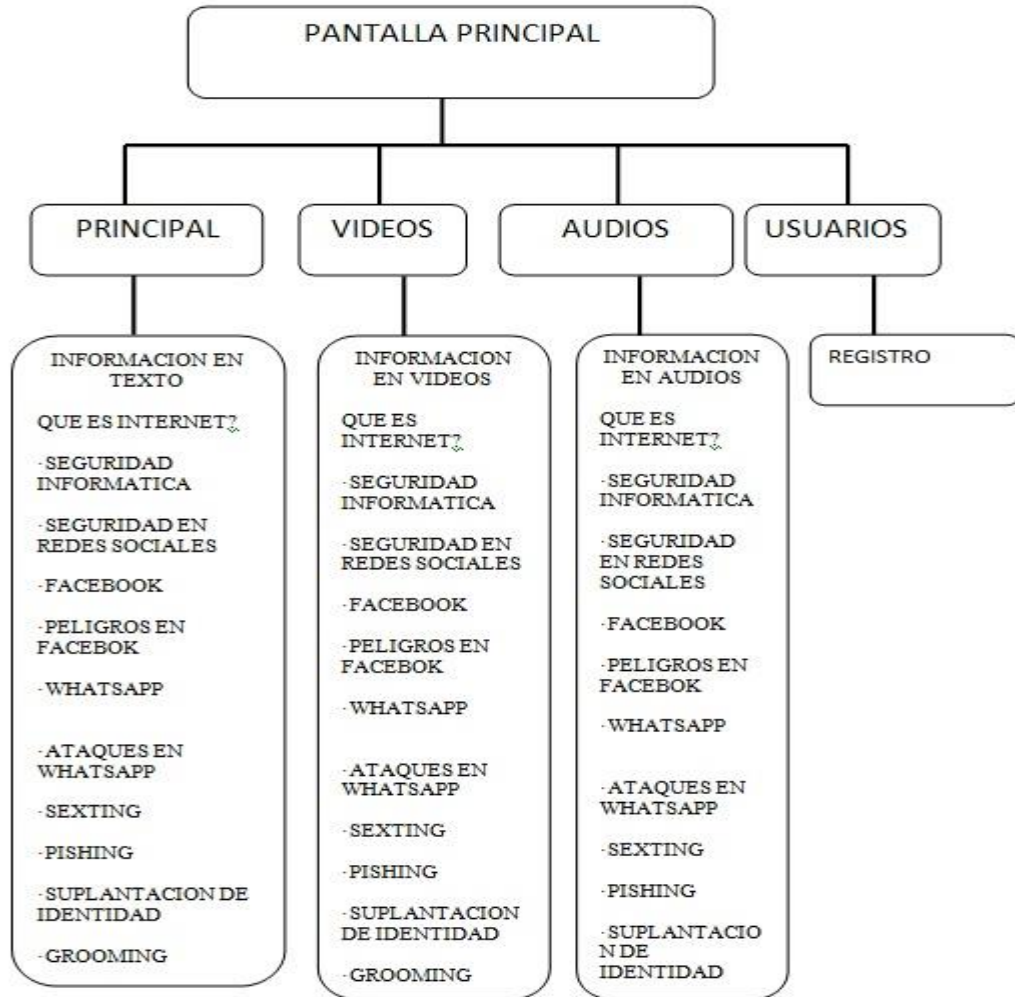 PANTALLA PRINCIPAL
PRINCIPAL
VIDEOS
AUDIOS
USUARIOS
INFORMACION EN
TEXTO
QUE ES INTERNET?
·SEGURIDAD
INFORMATICA
·SEGURIDAD EN
REDES SOCIALES
·FACEBOOK
·PELIGROS EN
FACEBOK
·WHATSAPP
·ATAQUES EN
WHATSAPP
·SEXTING
·PISHING
·SUPLANTACION DE
IDENTIDAD
·GROOMING
INFORMACION
EN VIDEOS
QUE ES
INTERNET?
·SEGURIDAD
INFORMATICA
·SEGURIDAD EN
REDES SOCIALES
·FACEBOOK
·PELIGROS EN
FACEBOK
·WHATSAPP
·ATAQUES EN
WHATSAPP
·SEXTING
·PISHING
·SUPLANTACION
DE IDENTIDAD
·GROOMING
INFORMACION
EN AUDIOS
QUE ES
INTERNET?
·SEGURIDAD
INFORMATICA
·SEGURIDAD
EN REDES
SOCIALES
·FACEBOOK
·PELIGROS EN
FACEBOK
·WHATSAPP
·ATAQUES EN
WHATSAPP
·SEXTING
·PISHING
·SUPLANTACIO
N DE
IDENTIDAD
REGISTRO